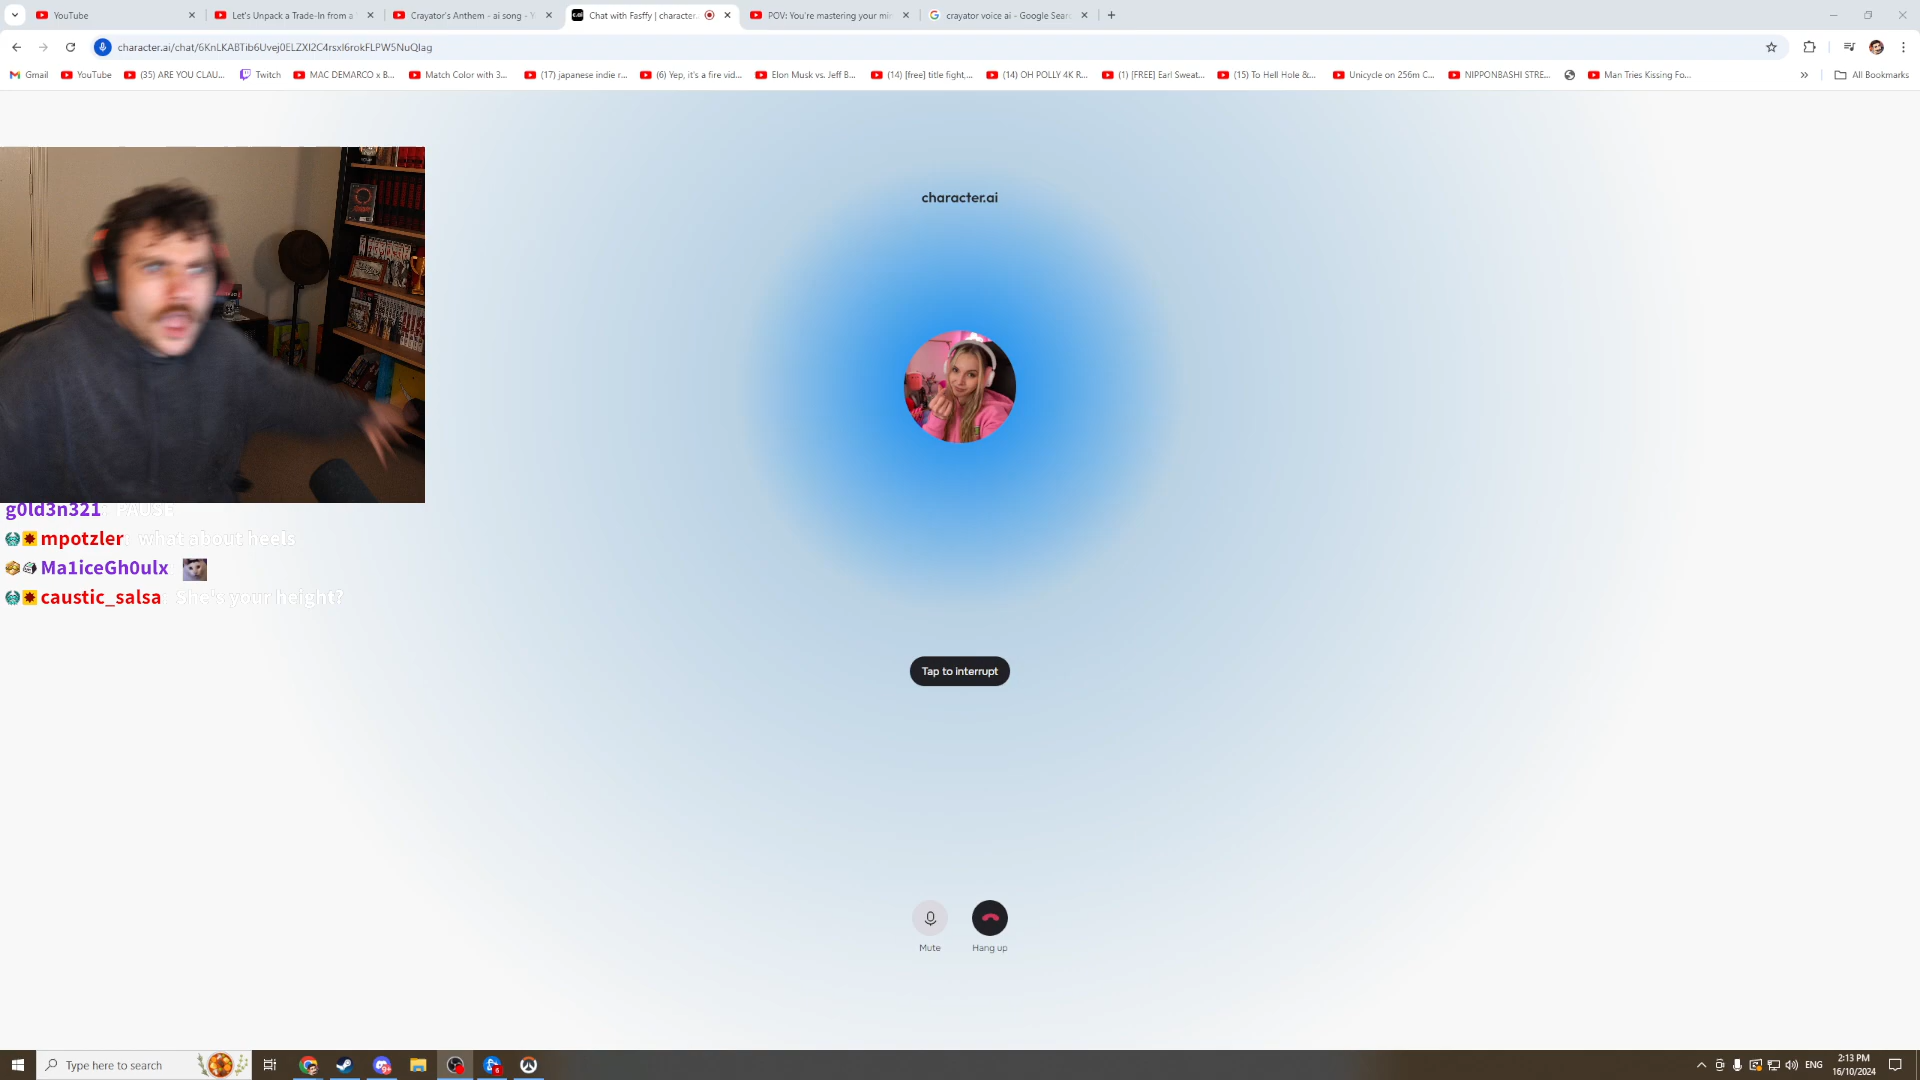 YouTube
Let's Unpack a Trade-In from a
Crayator's Anthem - ai song - Y
Chat with Fasffy | character.
POV: You're mastering your mi
crayator voice ai - Google Sear
character.ai/chat/6KnLKABTib6Uvej0ELZXI2C4rsxl6rokFLPW5NuQlag
Gmail
YouTube
(35) ARE YOU CLAU...
Twitch
MAC DEMARCO x B...
Match Color with 3...
(17) japanese indie r...
(6) Yep, it's a fire vid...
Elon Musk vs. Jeff B...
(14) [free] title fight,...
(14) OH POLLY 4K R...
(1) [FREE] Earl Sweat...
(15) To Hell Hole &...
Unicycle on 256m C...
NIPPONBASHI STRE...
Man Tries Kissing Fo...
All Bookmarks
character.ai
g0ld3n321: PAUSE
mpotzler: what about heels
Ma1iceGh0ulx
caustic_salsa: She's your height?
Tap to interrupt
Mute
Hang up
Type here to search
ENG
2:13 PM
16/10/2024